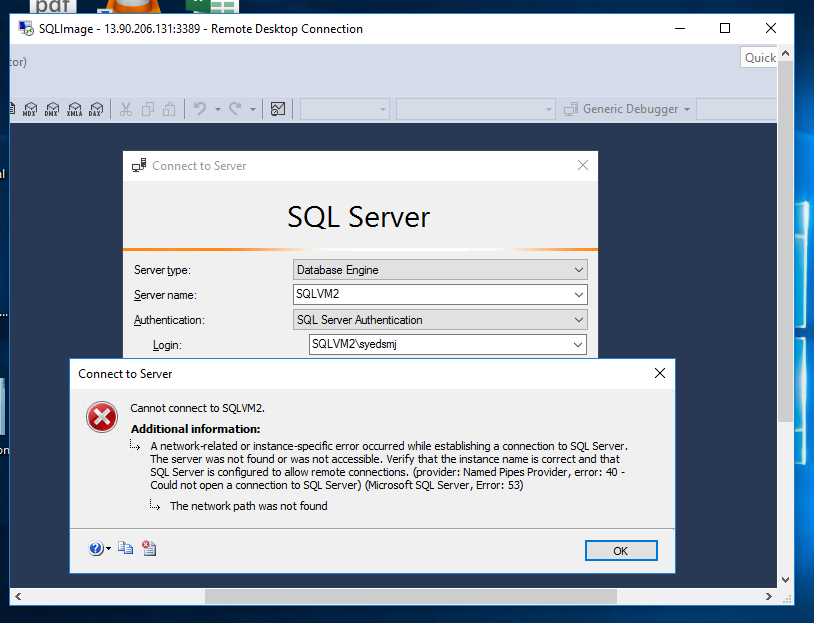 pdf
SQLImage - 13.90.206.131:3389 - Remote Desktop Connection
tor)
Quick
MDX DMX XMLA DAX
Generic Debugger
Connect to Server
SQL Server
Server type: Database Engine
Server name: SQLVM2
Authentication: SQL Server Authentication
Login: SQLVM2\syedsmj
Connect to Server
Cannot connect to SQLVM2.
Additional information:
A network-related or instance-specific error occurred while establishing a connection to SQL Server.
The server was not found or was not accessible. Verify that the instance name is correct and that
SQL Server is configured to allow remote connections. (provider: Named Pipes Provider, error: 40 -
Could not open a connection to SQL Server) (Microsoft SQL Server, Error: 53)
The network path was not found
OK